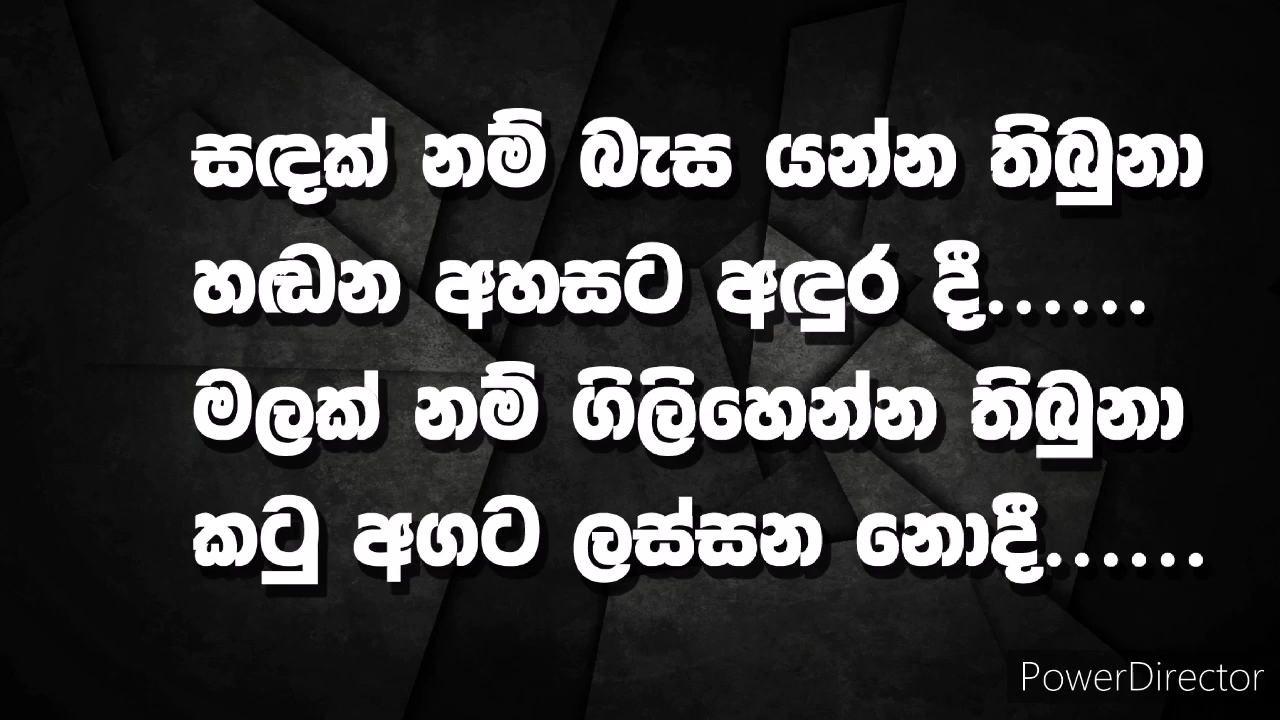 සඳක් නම් බැස යන්න තිබුනා
හඬන අහසට අඳුර දී......
මලක් නම් ගිලිහෙන්න තිබුනා
කටු අගට ලස්සන නොදී......
PowerDirector